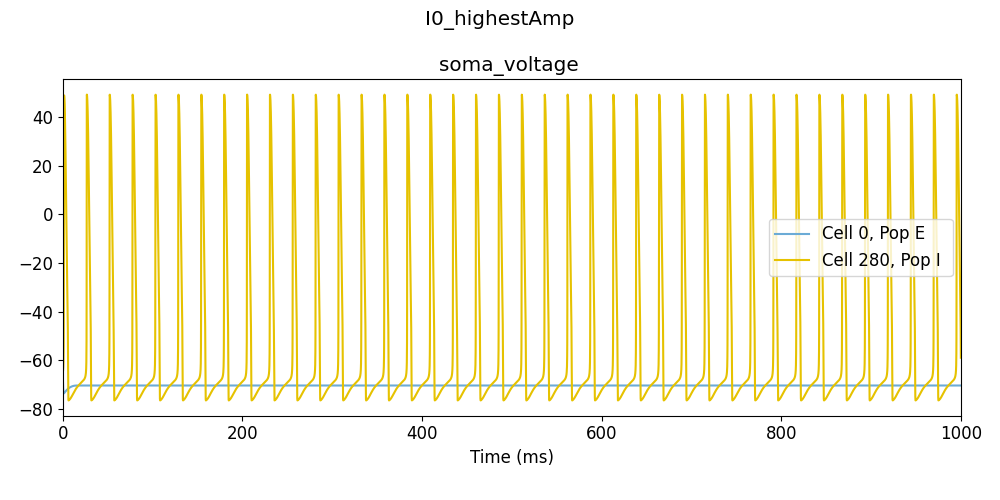 I0_highestAmp
soma_voltage
40
20
0
−20
−40
−60
−80
Cell 0, Pop E
Cell 280, Pop I
0 200 400 600 800 1000
Time (ms)